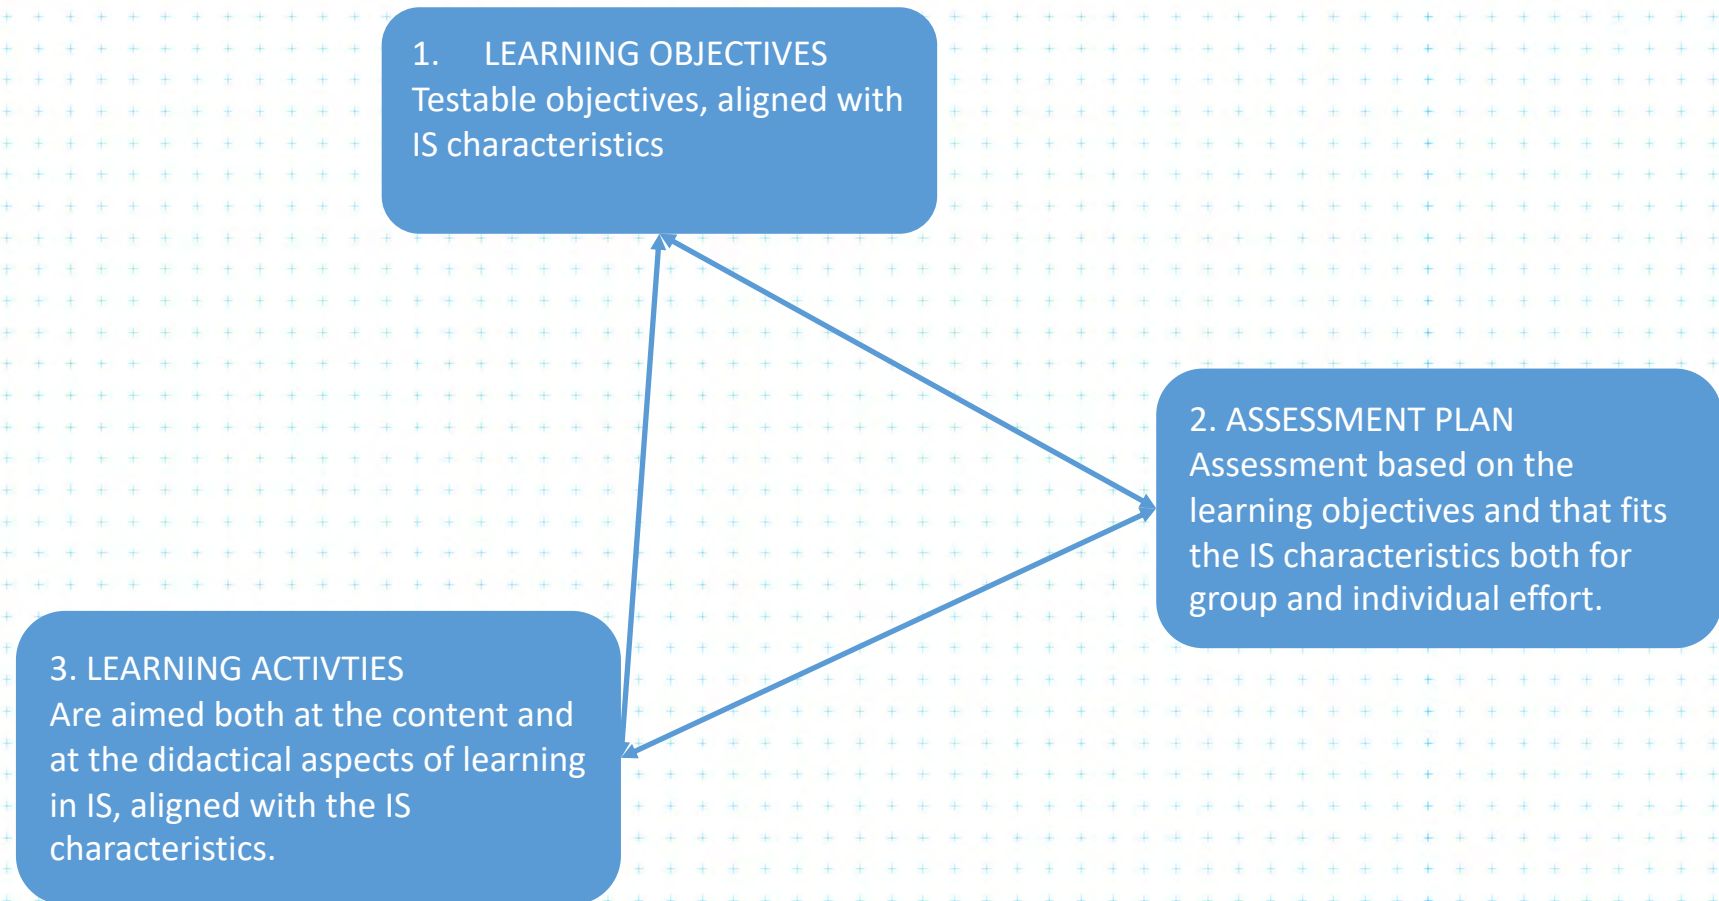 1. LEARNING OBJECTIVES
Testable objectives, aligned with
IS characteristics
2. ASSESSMENT PLAN
Assessment based on the
learning objectives and that fits
the IS characteristics both for
group and individual effort.
3. LEARNING ACTIVTIES
Are aimed both at the content and
at the didactical aspects of learning
in IS, aligned with the IS
characteristics.